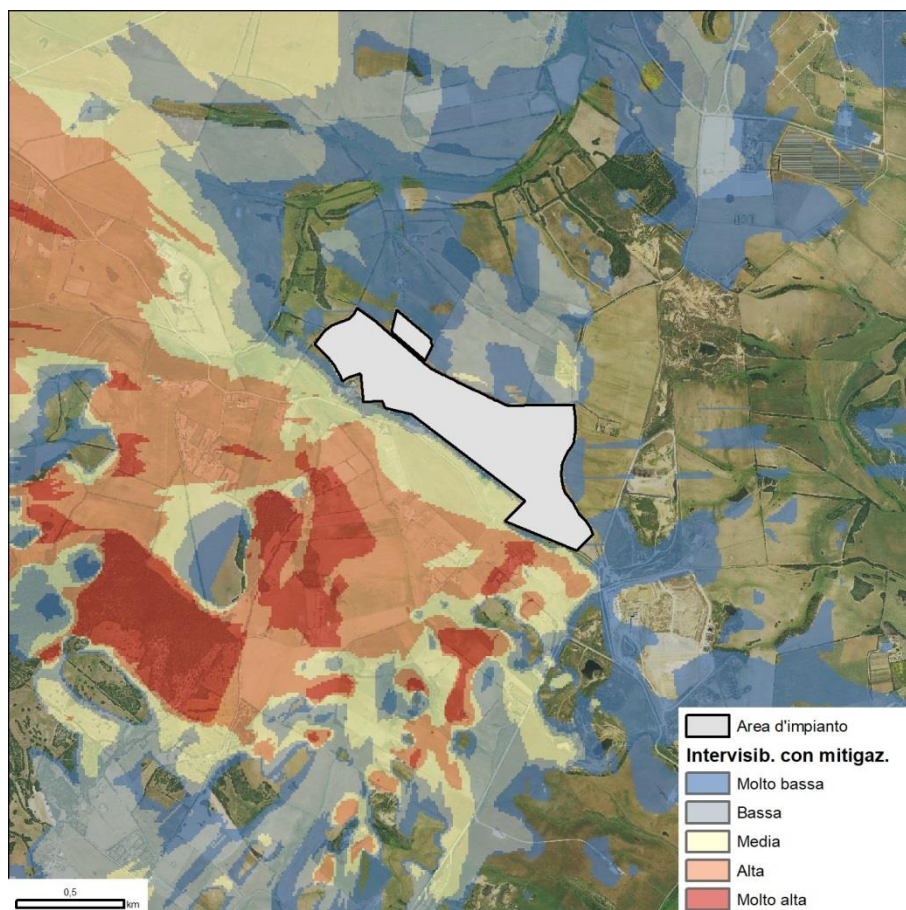 Area d'impianto
Intervisib. con mitigaz.
Molto bassa
Bassa
Media
Alta
Molto alta
0,5
km